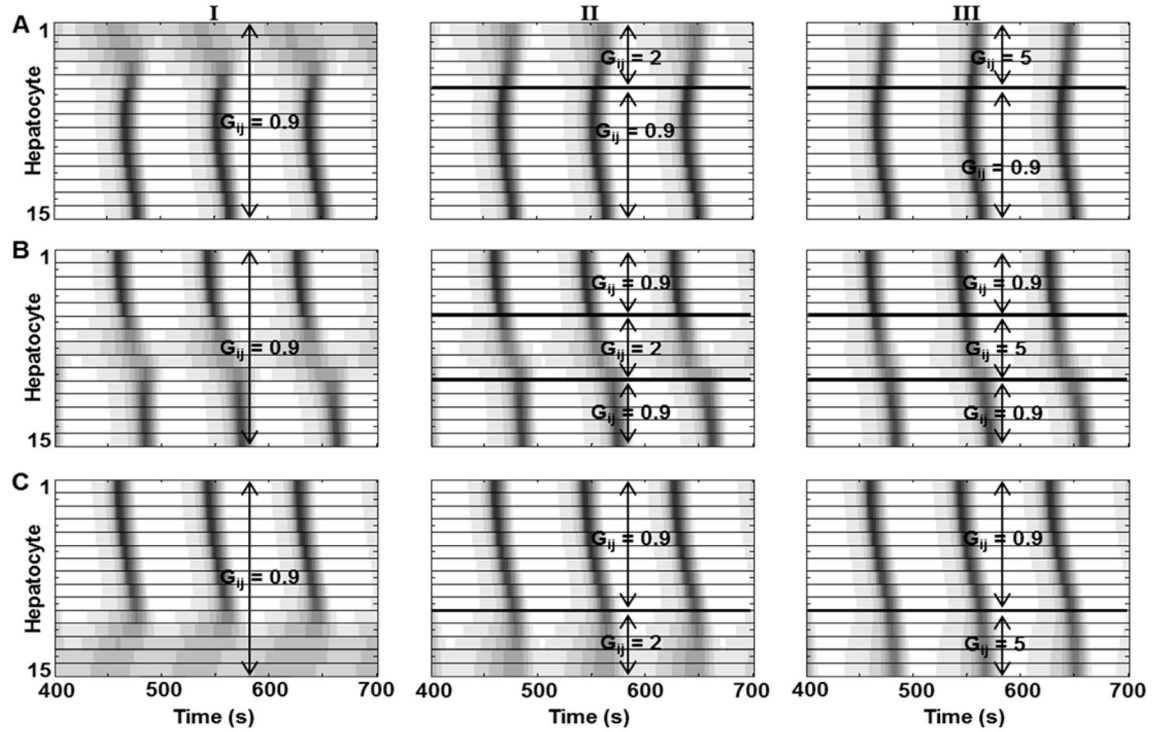 I II III
A
1
Hepatocyte
15
Gij = 0.9
Gij = 2
Gij = 0.9
Gij = 5
Gij = 0.9
B
1
Hepatocyte
15
Gij = 0.9
Gij = 0.9
Gij = 2
Gij = 0.9
Gij = 0.9
Gij = 5
Gij = 0.9
C
1
Hepatocyte
15
Gij = 0.9
Gij = 0.9
Gij = 2
Gij = 0.9
Gij = 5
400 500 600 700 400 500 600 700 500 600 700
Time (s) Time (s) Time (s)